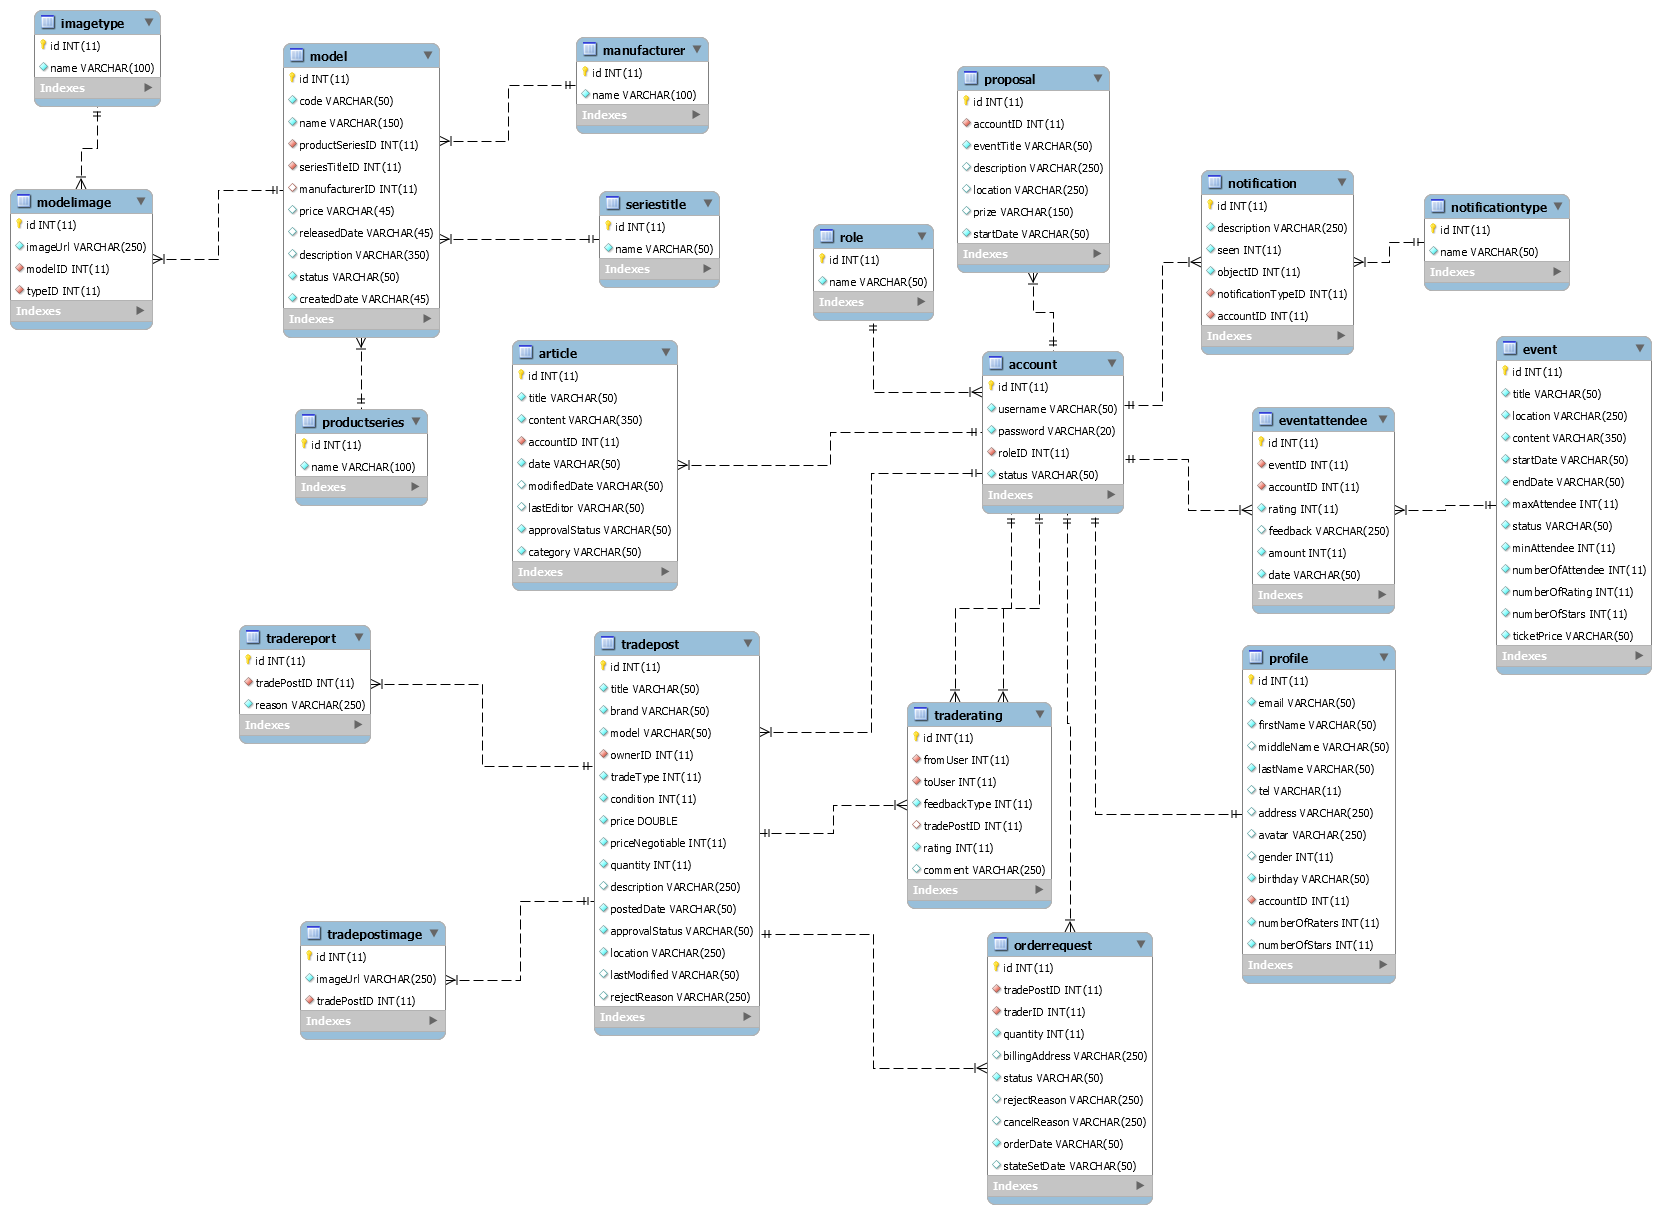 imagetype
id INT(11)
name VARCHAR(100)
Indexes
model
id INT(11)
code VARCHAR(50)
name VARCHAR(150)
productSeriesID INT(11)
seriesTitleID INT(11)
manufacturerID INT(11)
price VARCHAR(45)
releasedDate VARCHAR(45)
description VARCHAR(350)
status VARCHAR(50)
createdDate VARCHAR(45)
Indexes
manufacturer
id INT(11)
name VARCHAR(100)
Indexes
modelimage
id INT(11)
imageUrl VARCHAR(250)
modelID INT(11)
typeID INT(11)
Indexes
seriestitle
id INT(11)
name VARCHAR(50)
Indexes
productseries
id INT(11)
name VARCHAR(100)
Indexes
proposal
id INT(11)
accountID INT(11)
eventTitle VARCHAR(50)
description VARCHAR(250)
location VARCHAR(250)
prize VARCHAR(150)
startDate VARCHAR(50)
Indexes
role
id INT(11)
name VARCHAR(50)
Indexes
notification
id INT(11)
description VARCHAR(250)
seen INT(11)
objectID INT(11)
notificationTypeID INT(11)
accountID INT(11)
Indexes
notificationtype
id INT(11)
name VARCHAR(50)
Indexes
article
id INT(11)
title VARCHAR(50)
content VARCHAR(350)
accountID INT(11)
date VARCHAR(50)
modifiedDate VARCHAR(50)
lastEditor VARCHAR(50)
approvalStatus VARCHAR(50)
category VARCHAR(50)
Indexes
account
id INT(11)
username VARCHAR(50)
password VARCHAR(20)
roleID INT(11)
status VARCHAR(50)
Indexes
eventattendee
id INT(11)
eventID INT(11)
accountID INT(11)
rating INT(11)
feedback VARCHAR(250)
amount INT(11)
date VARCHAR(50)
Indexes
event
id INT(11)
title VARCHAR(50)
location VARCHAR(250)
content VARCHAR(350)
startDate VARCHAR(50)
endDate VARCHAR(50)
maxAttendee INT(11)
status VARCHAR(50)
minAttendee INT(11)
numberOfAttendee INT(11)
numberOfRating INT(11)
numberOfStars INT(11)
ticketPrice VARCHAR(50)
Indexes
tradereport
id INT(11)
tradePostID INT(11)
reason VARCHAR(250)
Indexes
tradepost
id INT(11)
title VARCHAR(50)
brand VARCHAR(50)
model VARCHAR(50)
ownerID INT(11)
tradeType INT(11)
condition INT(11)
price DOUBLE
priceNegotiable INT(11)
quantity INT(11)
description VARCHAR(250)
postedDate VARCHAR(50)
approvalStatus VARCHAR(50)
location VARCHAR(250)
lastModified VARCHAR(50)
rejectReason VARCHAR(250)
Indexes
traderating
id INT(11)
fromUser INT(11)
toUser INT(11)
feedbackType INT(11)
tradePostID INT(11)
rating INT(11)
comment VARCHAR(250)
Indexes
profile
id INT(11)
email VARCHAR(50)
firstName VARCHAR(50)
middleName VARCHAR(50)
lastName VARCHAR(50)
tel VARCHAR(11)
address VARCHAR(250)
avatar VARCHAR(250)
gender INT(11)
birthday VARCHAR(50)
accountID INT(11)
numberOfRaters INT(11)
numberOfStars INT(11)
Indexes
tradepostimage
id INT(11)
imageUrl VARCHAR(250)
tradePostID INT(11)
Indexes
orderrequest
id INT(11)
tradePostID INT(11)
traderID INT(11)
quantity INT(11)
billingAddress VARCHAR(250)
status VARCHAR(50)
rejectReason VARCHAR(250)
cancelReason VARCHAR(250)
orderDate VARCHAR(50)
stateSetDate VARCHAR(50)
Indexes